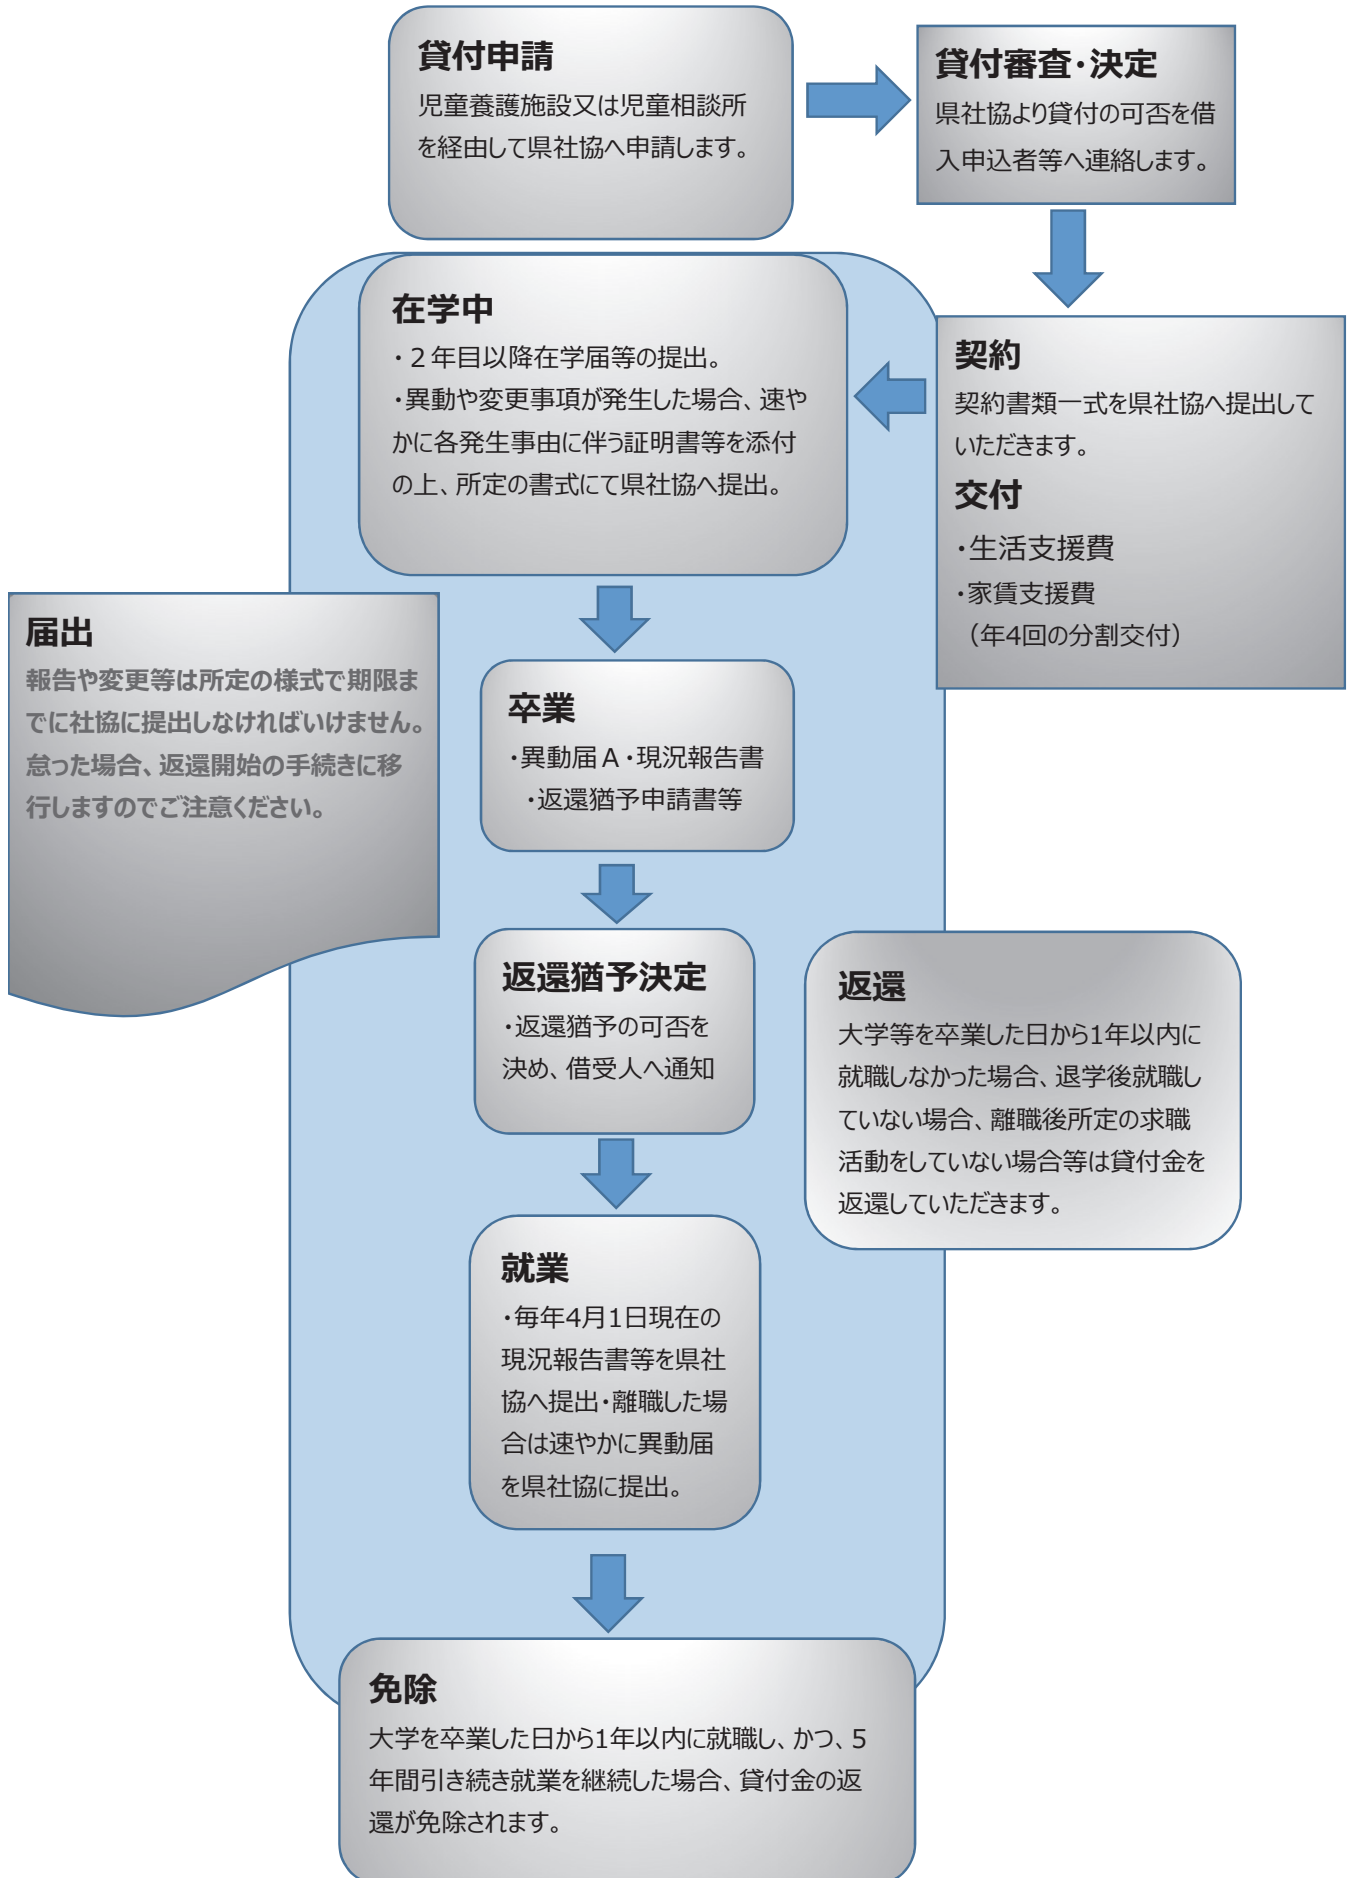 貸付申請
児童養護施設又は児童相談所
を経由して県社協へ申請します。
貸付審査・決定
県社協より貸付の可否を借
入申込者等へ連絡します。
契約
契約書類一式を県社協へ提出して
いただきます。
交付
・生活支援費
・家賃支援費
（年4回の分割交付）
在学中
・２年目以降在学届等の提出。
・異動や変更事項が発生した場合、速や
かに各発生事由に伴う証明書等を添付
の上、所定の書式にて県社協へ提出。
届出
報告や変更等は所定の様式で期限ま
でに社協に提出しなければいけません。
怠った場合、返還開始の手続きに移
行しますのでご注意ください。
卒業
・異動届Ａ・現況報告書
・返還猶予申請書等
返還猶予決定
・返還猶予の可否を
決め、借受人へ通知
返還
大学等を卒業した日から1年以内に
就職しなかった場合、退学後就職し
ていない場合、離職後所定の求職
活動をしていない場合等は貸付金を
返還していただきます。
就業
・毎年4月1日現在の
現況報告書等を県社
協へ提出・離職した場
合は速やかに異動届
を県社協に提出。
免除
大学を卒業した日から1年以内に就職し、かつ、5
年間引き続き就業を継続した場合、貸付金の返
還が免除されます。